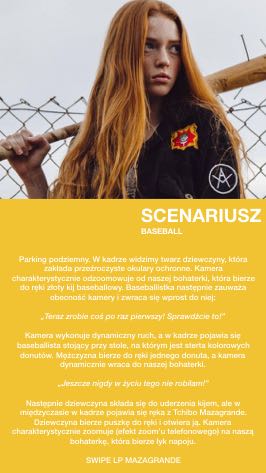 SCENARIUSZ
BASEBALL
Parking podziemny. W kadrze widzimy twarz dziewczyny, która
zakłada przeźroczyste okulary ochronne. Kamera
charakterystycznie odzoomowuje od naszej bohaterki, która bierze
do ręki złoty kij baseballowy. Baseballistka następnie zauważa
obecność kamery i zwraca się wprost do niej:
„Teraz zrobie coś po raz pierwszy! Sprawdźcie to!"
Kamera wykonuje dynamiczny ruch, a w kadrze pojawia się
baseballista stojący przy stole, na którym jest sterta kolorowych
donutów. Mężczyzna bierze do ręki jednego donuta, a kamera
dynamicznie wraca do naszej bohaterki.
„Jeszcze nigdy w życiu tego nie robiłam!"
Następnie dziewczyna składa się do uderzenia kijem, ale w
międzyczasie w kadrze pojawia się ręka z Tchibo Mazagrande.
Dziewczyna bierze puszkę do ręki i otwiera ją. Kamera
charakterystycznie zoomuje (efekt zoom'u telefonowego) na naszą
bohaterkę, która bierze łyk napoju.
SWIPE LP MAZAGRANDE